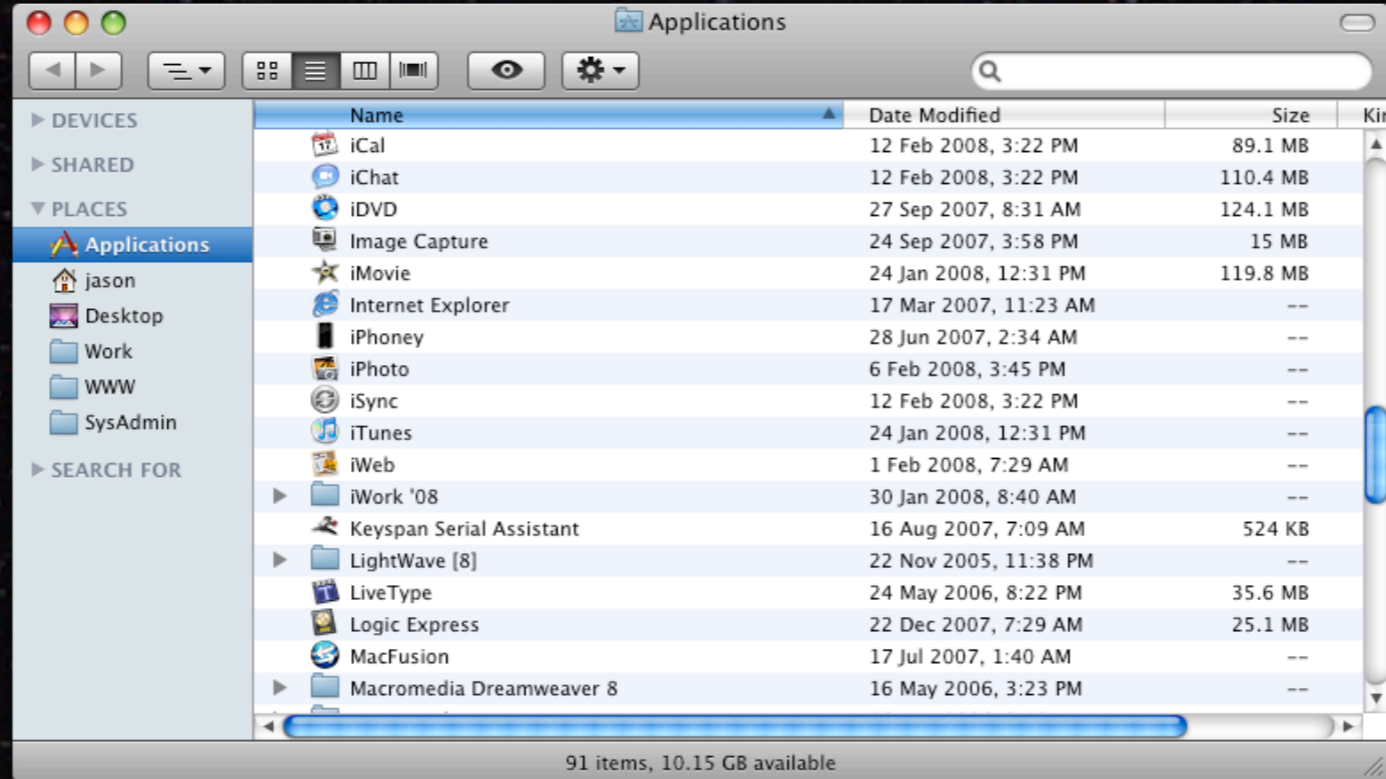 Applications
DEVICES
SHARED
PLACES
Applications
jason
Desktop
Work
WWW
SysAdmin
SEARCH FOR
Name Date Modified Size Kin
iCal 12 Feb 2008, 3:22 PM 89.1 MB
iChat 12 Feb 2008, 3:22 PM 110.4 MB
iDVD 27 Sep 2007, 8:31 AM 124.1 MB
Image Capture 24 Sep 2007, 3:58 PM 15 MB
iMovie 24 Jan 2008, 12:31 PM 119.8 MB
Internet Explorer 17 Mar 2007, 11:23 AM --
iPhoney 28 Jun 2007, 2:34 AM --
iPhoto 6 Feb 2008, 3:45 PM --
iSync 12 Feb 2008, 3:22 PM --
iTunes 24 Jan 2008, 12:31 PM --
iWeb 1 Feb 2008, 7:29 AM --
iWork '08 30 Jan 2008, 8:40 AM --
Keyspan Serial Assistant 16 Aug 2007, 7:09 AM 524 KB
LightWave [8] 22 Nov 2005, 11:38 PM --
LiveType 24 May 2006, 8:22 PM 35.6 MB
Logic Express 22 Dec 2007, 7:29 AM 25.1 MB
MacFusion 17 Jul 2007, 1:40 AM --
Macromedia Dreamweaver 8 16 May 2006, 3:23 PM --
91 items, 10.15 GB available